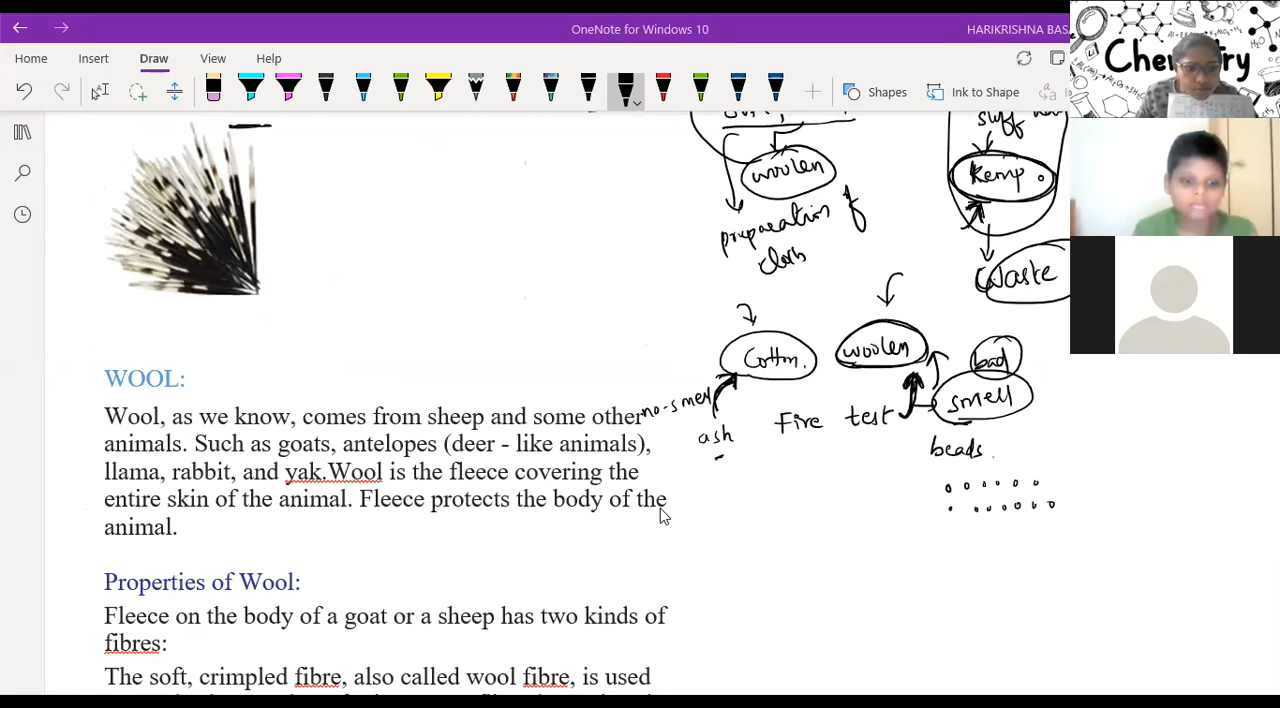 OneNote for Windows 10
HARIKRISHNA BAS
Home Insert Draw View Help
Shapes
Ink to Shape
Chemistry
stuff
woolen
Kemp.
preparation of
cloth
Waste
Cotton.
woolen
bad
smell
no-smell
ash
Fire test
beads.
WOOL:
Wool, as we know, comes from sheep and some other
animals. Such as goats, antelopes (deer - like animals),
llama, rabbit, and yak.Wool is the fleece covering the
entire skin of the animal. Fleece protects the body of the
animal.
Properties of Wool:
Fleece on the body of a goat or a sheep has two kinds of
fibres:
The soft, crimpled fibre, also called wool fibre, is used